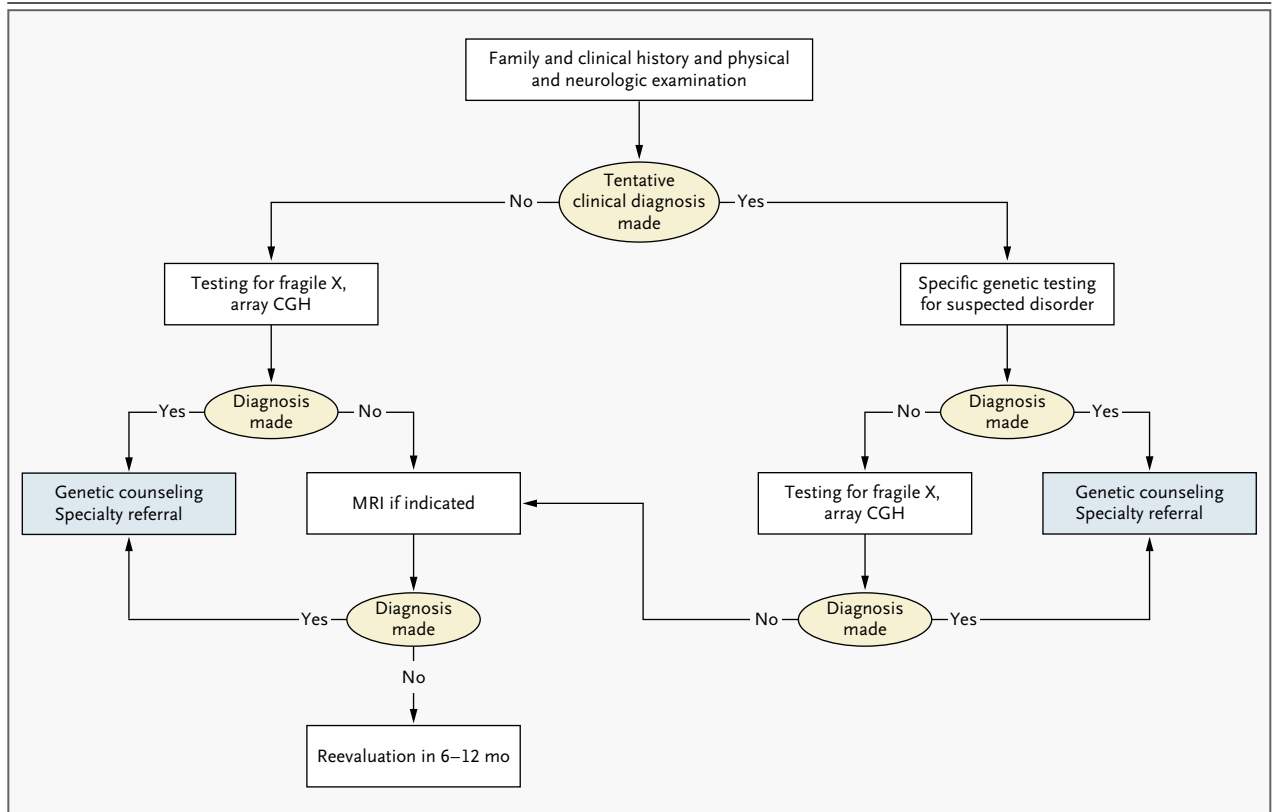 Family and clinical history and physical
and neurologic examination
Tentative
clinical diagnosis
made
No
Yes
Testing for fragile X,
array CGH
Specific genetic testing
for suspected disorder
Yes
Diagnosis
made
No
No
Diagnosis
made
Yes
Genetic counseling
Specialty referral
MRI if indicated
Testing for fragile X,
array CGH
Genetic counseling
Specialty referral
Yes
Diagnosis
made
No
Diagnosis
made
Yes
No
Reevaluation in 6–12 mo